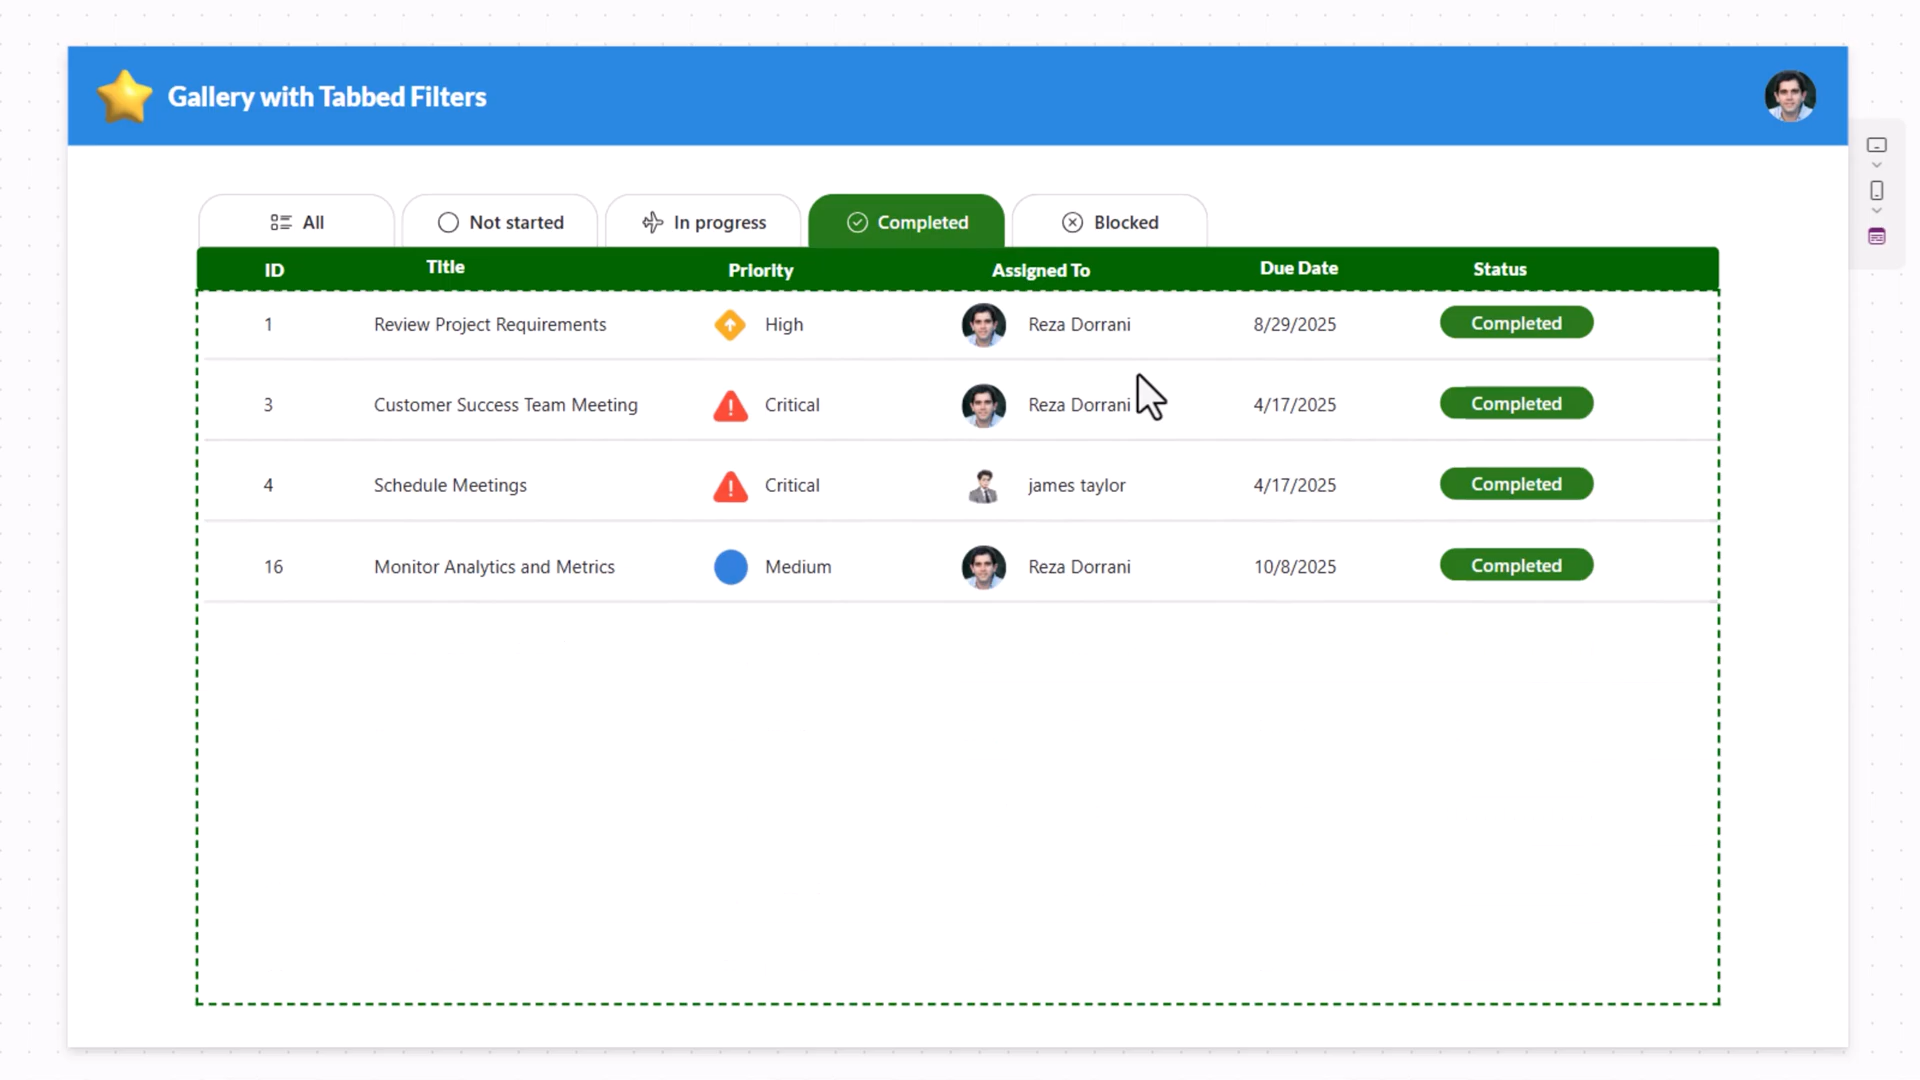 Gallery with Tabbed Filters
All Not started In progress Completed Blocked
ID Title Priority Assigned To Due Date Status
1 Review Project Requirements High Reza Dorrani 8/29/2025 Completed
3 Customer Success Team Meeting Critical Reza Dorrani 4/17/2025 Completed
4 Schedule Meetings Critical james taylor 4/17/2025 Completed
16 Monitor Analytics and Metrics Medium Reza Dorrani 10/8/2025 Completed